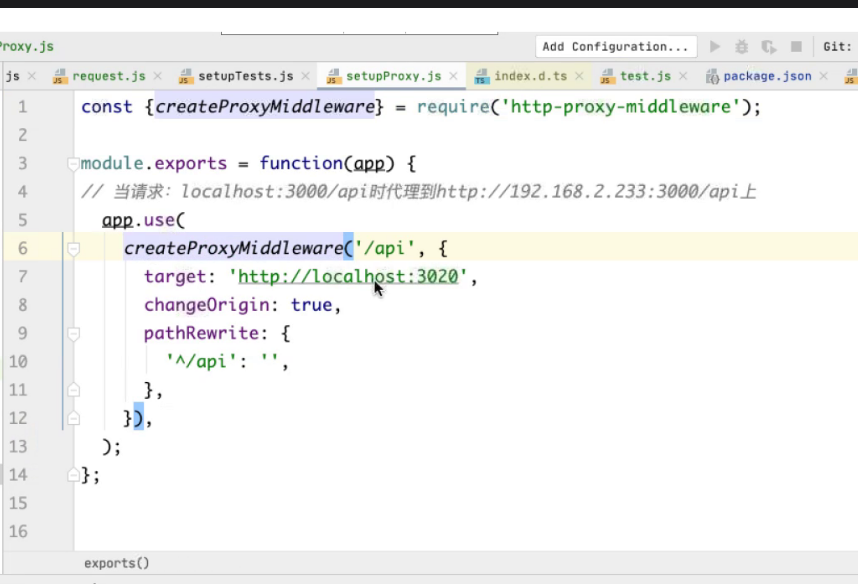 Proxy.js
Add Configuration...
Git:
js
request.js
setupTests.js
setupProxy.js
index.d.ts
test.js
package.json
1 const {createProxyMiddleware} = require('http-proxy-middleware');
2
3 module.exports = function(app) {
4 // 当请求: localhost:3000/api时代理到http://192.168.2.233:3000/api上
5 app.use(
6 createProxyMiddleware('/api', {
7 target: 'http://localhost:3020',
8 changeOrigin: true,
9 pathRewrite: {
10 '^/api': '',
11 },
12 }),
13 );
14 };
15
16
exports()